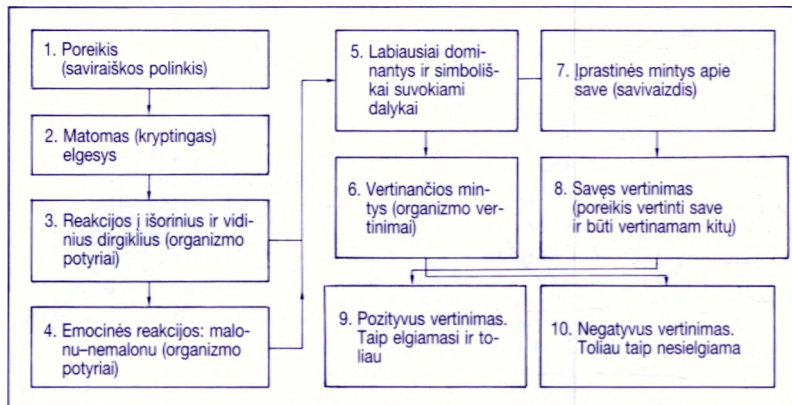 1. Poreikis
(saviraiškos polinkis)
2. Matomas (kryptingas)
elgesys
3. Reakcijos į išorinius ir vidi-
nius dirgiklius (organizmo
potyriai)
4. Emocinės reakcijos: malo-
nu–nemalonu (organizmo
potyriai)
5. Labiausiai domi-
nantys ir simboliš-
kai suvokiami
dalykai
6. Vertinančios min-
tys (organizmo ver-
tinimai)
7. Įprastinės mintys apie
save (savivaizdis)
8. Savęs vertinimas
(poreikis vertinti save
ir būti vertinamam kitų)
9. Pozityvus vertinimas.
Taip elgiamasi ir to-
liau
10. Negatyvus vertinimas.
Toliau taip nesielgiama